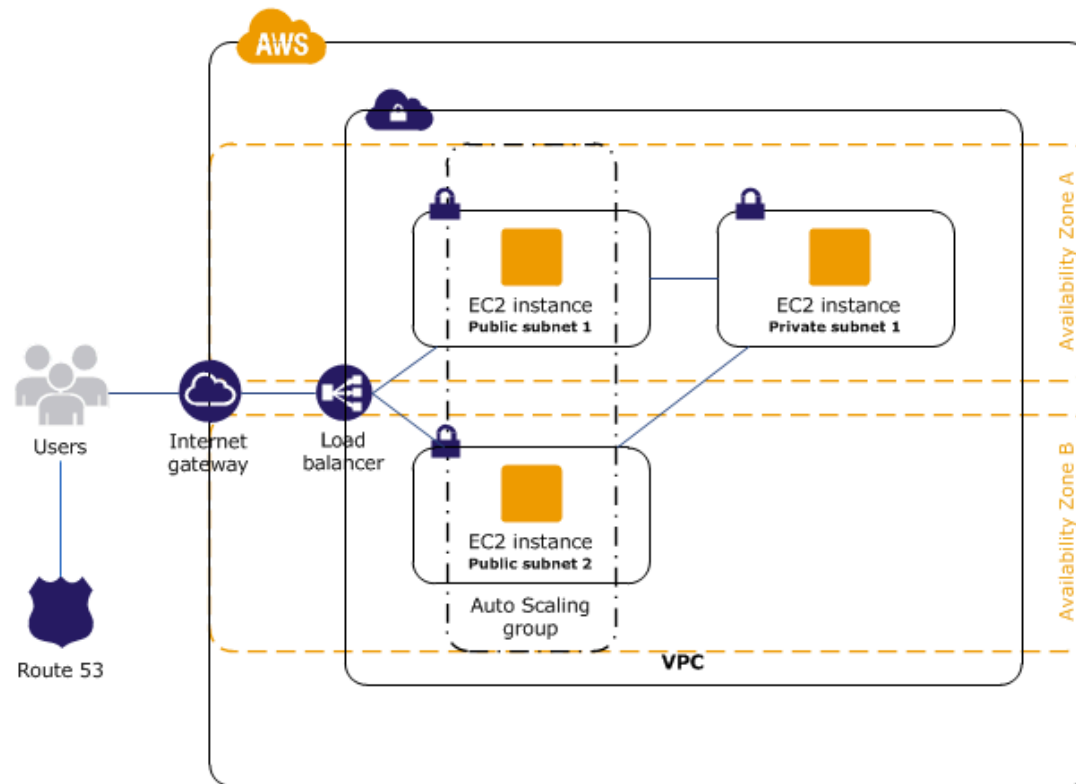 AWS
Availability Zone A
EC2 instance
Public subnet 1
EC2 instance
Private subnet 1
Users
Internet
gateway
Load
balancer
Availability Zone B
EC2 instance
Public subnet 2
Auto Scaling
group
Route 53
VPC